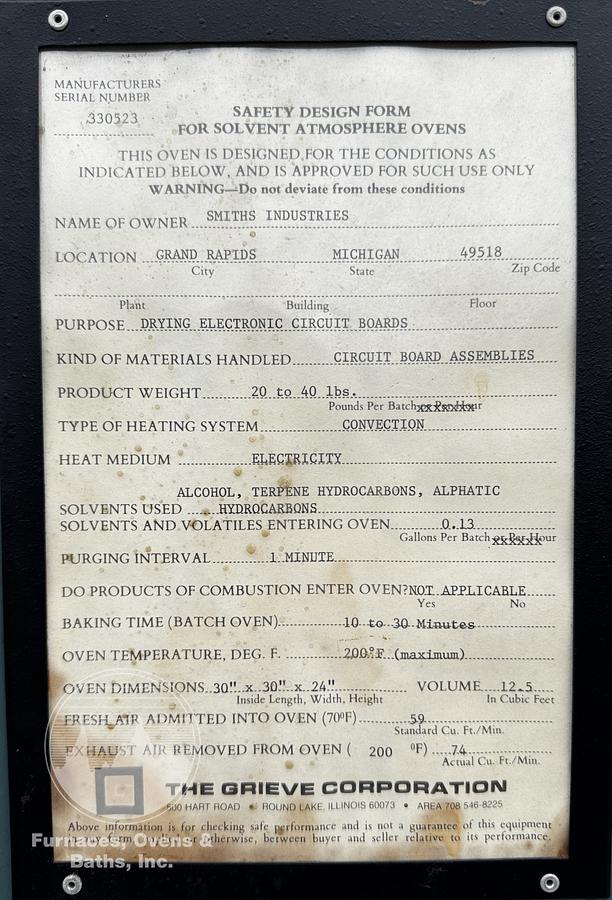 MANUFACTURERS
SERIAL NUMBER
330523
SAFETY DESIGN FORM
FOR SOLVENT ATMOSPHERE OVENS
THIS OVEN IS DESIGNED FOR THE CONDITIONS AS
INDICATED BELOW, AND IS APPROVED FOR SUCH USE ONLY
WARNING—Do not deviate from these conditions
NAME OF OWNER SMITHS INDUSTRIES
LOCATION GRAND RAPIDS MICHIGAN 49518
City State Zip Code
Plant Building Floor
PURPOSE DRYING ELECTRONIC CIRCUIT BOARDS
KIND OF MATERIALS HANDLED CIRCUIT BOARD ASSEMBLIES
PRODUCT WEIGHT 20 to 40 lbs.
Pounds Per Batch or Per Hour
TYPE OF HEATING SYSTEM CONVECTION
HEAT MEDIUM ELECTRICITY
ALCOHOL, TERPENE HYDROCARBONS, ALPHATIC
SOLVENTS USED HYDROCARBONS
SOLVENTS AND VOLATILES ENTERING OVEN 0.13
Gallons Per Batch or Per Hour
PURGING INTERVAL 1 MINUTE
DO PRODUCTS OF COMBUSTION ENTER OVEN? NOT APPLICABLE
Yes No
BAKING TIME (BATCH OVEN) 10 to 30 Minutes
OVEN TEMPERATURE, DEG. F. 200°F (maximum)
OVEN DIMENSIONS 30" x 30" x 24" VOLUME 12.5
Inside Length, Width, Height In Cubic Feet
FRESH AIR ADMITTED INTO OVEN (70°F) 59
Standard Cu. Ft./Min.
EXHAUST AIR REMOVED FROM OVEN ( 200 °F) 74
Actual Cu. Ft./Min.
THE GRIEVE CORPORATION
500 HART ROAD • ROUND LAKE, ILLINOIS 60073 • AREA 708 546-8225
Above information is for checking safe performance and is not a guarantee of this equipment
otherwise, between buyer and seller relative to its performance.
Furnaces, Ovens &
Baths, Inc.